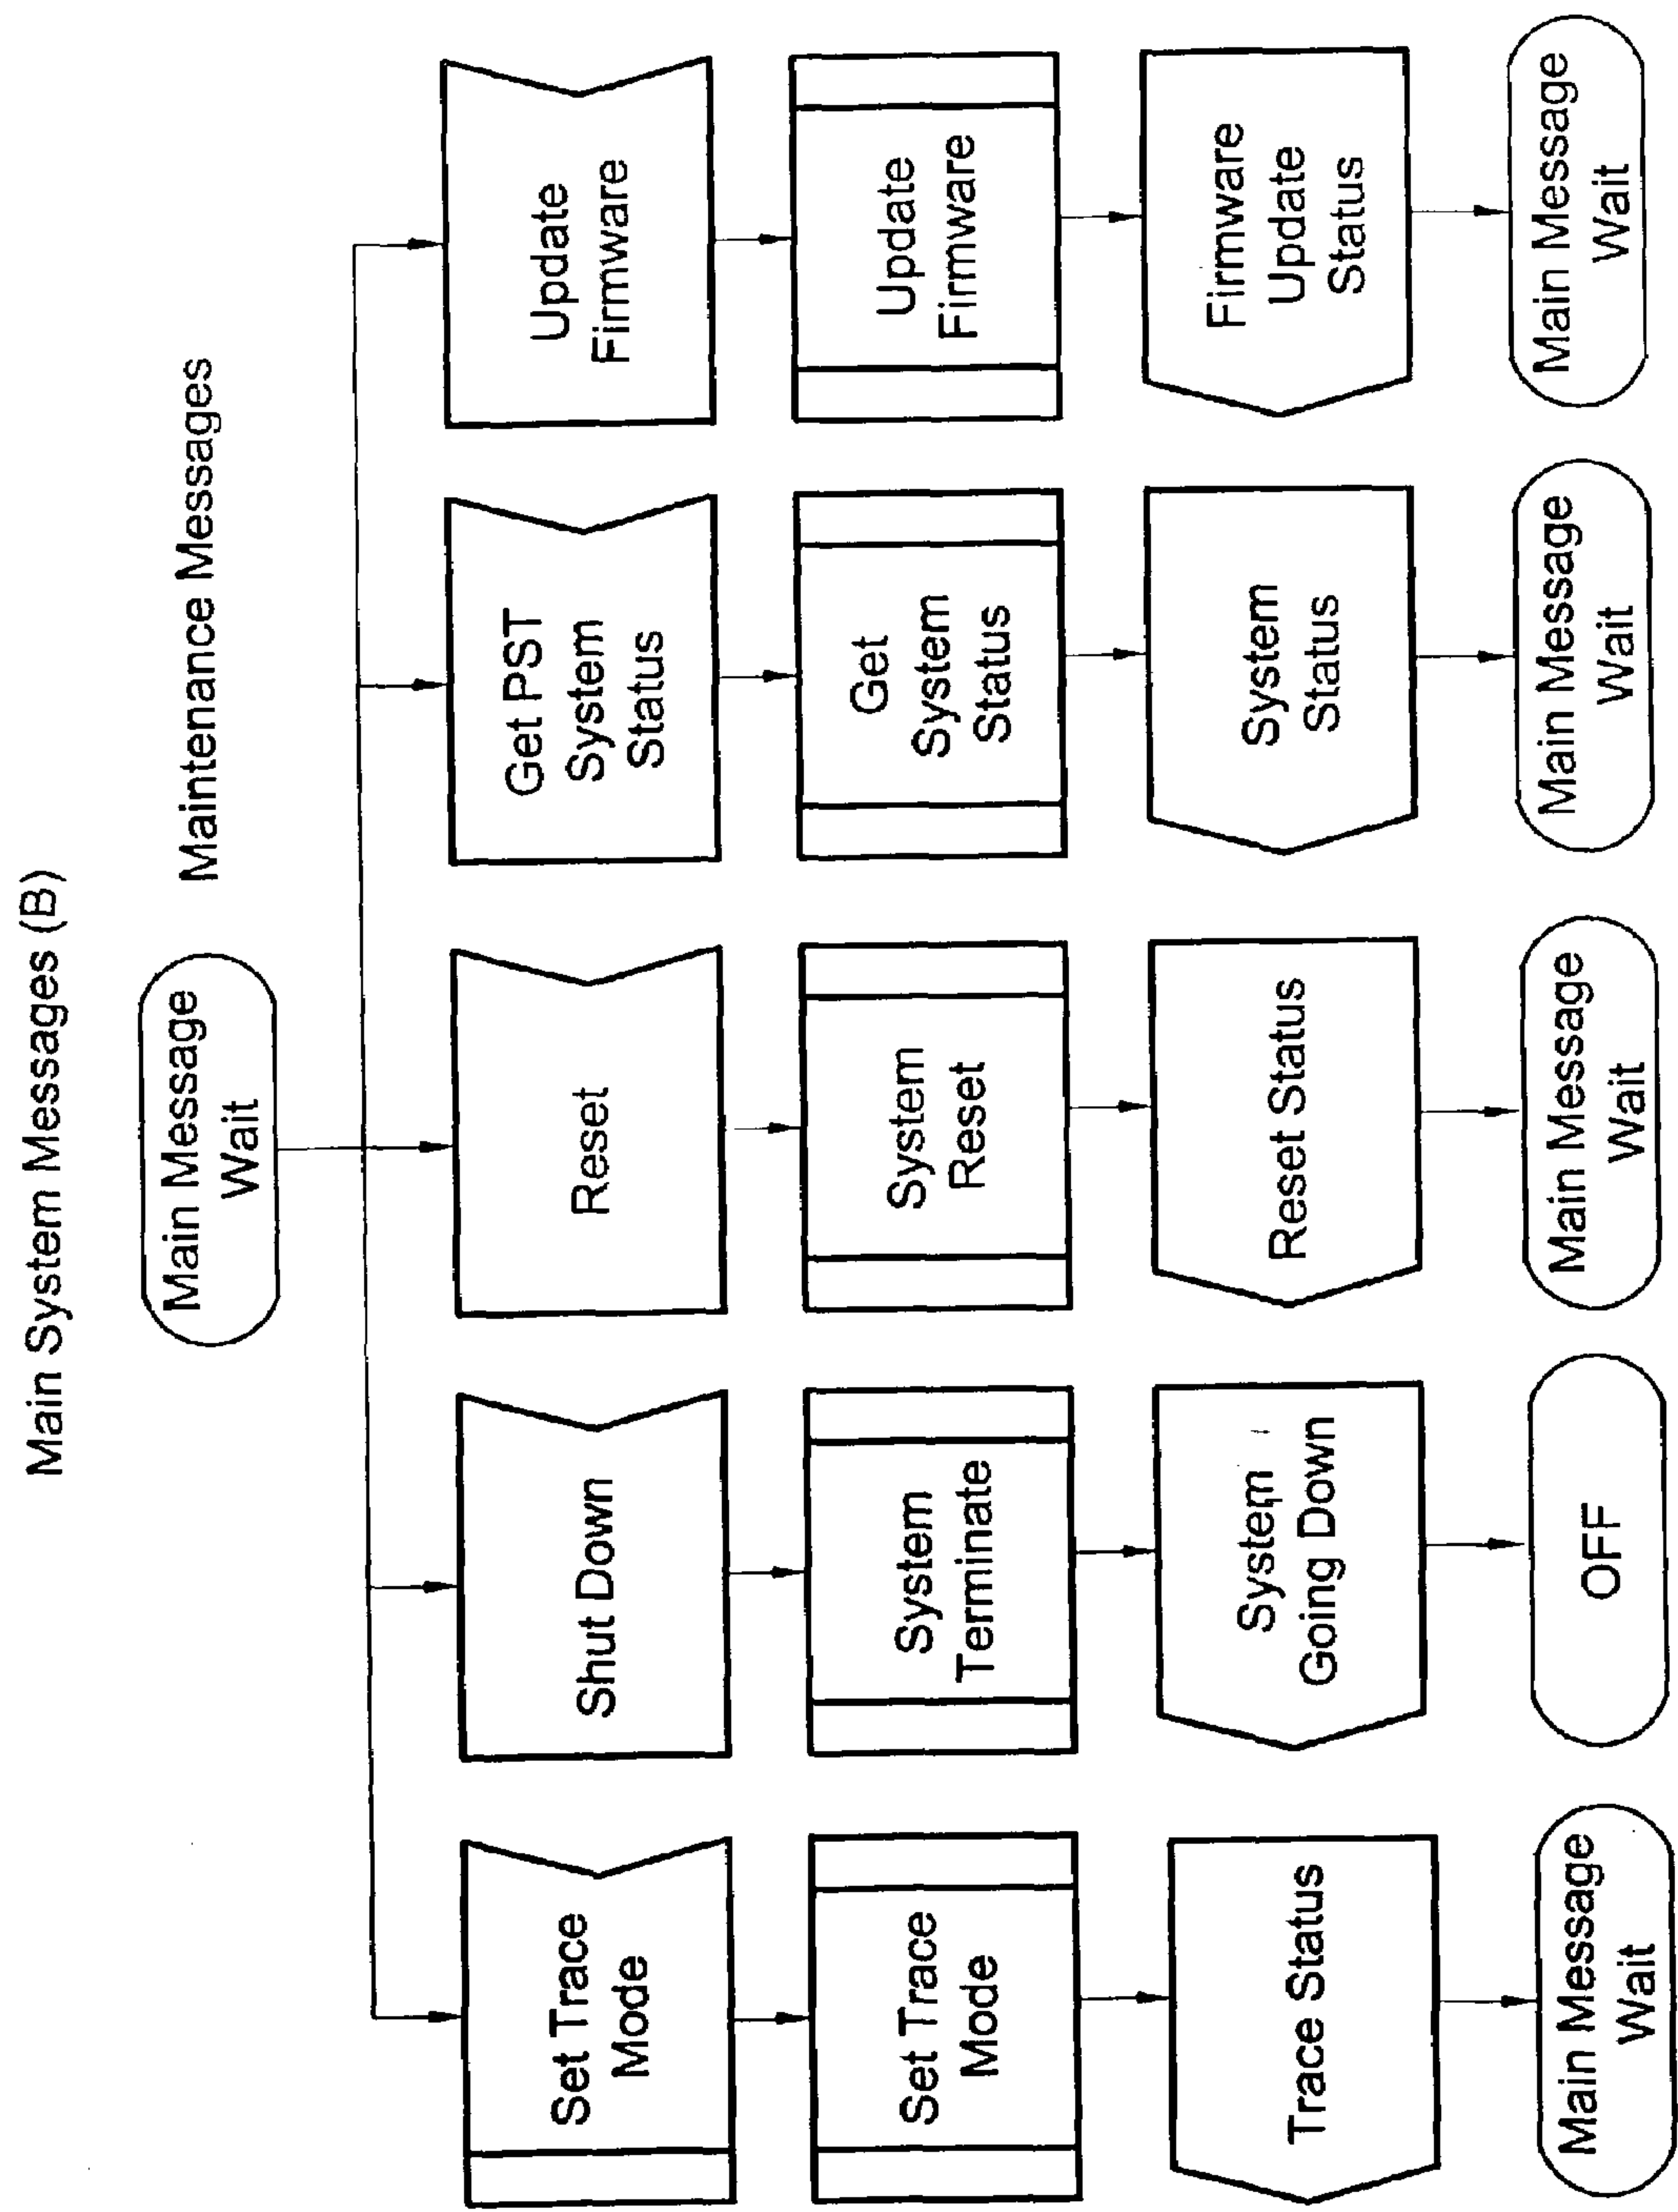 Main System Messages (B)
Main Message
Wait
Maintenance Messages
Set Trace
Mode
Shut Down
Reset
Get PST
System
Status
Update
Firmware
Set Trace
Mode
System
Terminate
System
Reset
Get
System
Status
Update
Firmware
Trace Status
System
Going Down
Reset Status
System
Status
Firmware
Update
Status
Main Message
Wait
OFF
Main Message
Wait
Main Message
Wait
Main Message
Wait